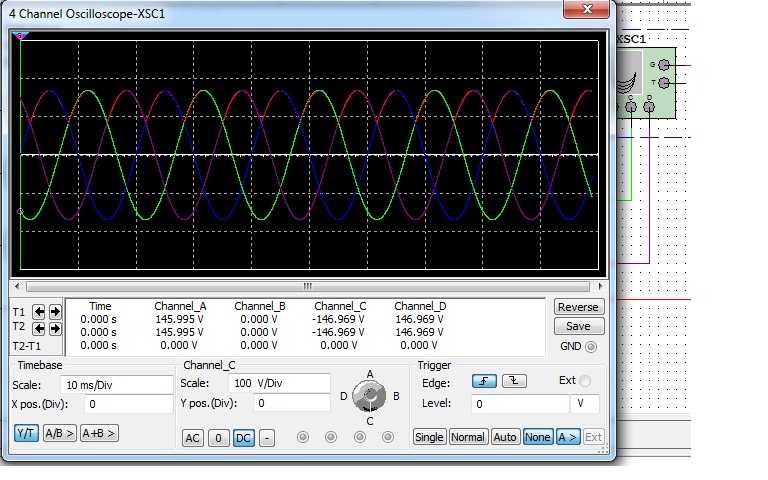 4 Channel Oscilloscope-XSC1
XSC1
G
T
C D
Time Channel_A Channel_B Channel_C Channel_D
T1 0.000 s 145.995 V 0.000 V -146.969 V 146.969 V
T2 0.000 s 145.995 V 0.000 V -146.969 V 146.969 V
T2-T1 0.000 s 0.000 V 0.000 V 0.000 V 0.000 V
Reverse
Save
GND
Timebase
Scale: 10 ms/Div
X pos.(Div): 0
Y/T A/B > A+B >
Channel_C
Scale: 100 V/Div
Y pos.(Div): 0
AC 0 DC -
A
D B
C
Trigger
Edge: Ext
Level: 0 V
Single Normal Auto None A > Ext